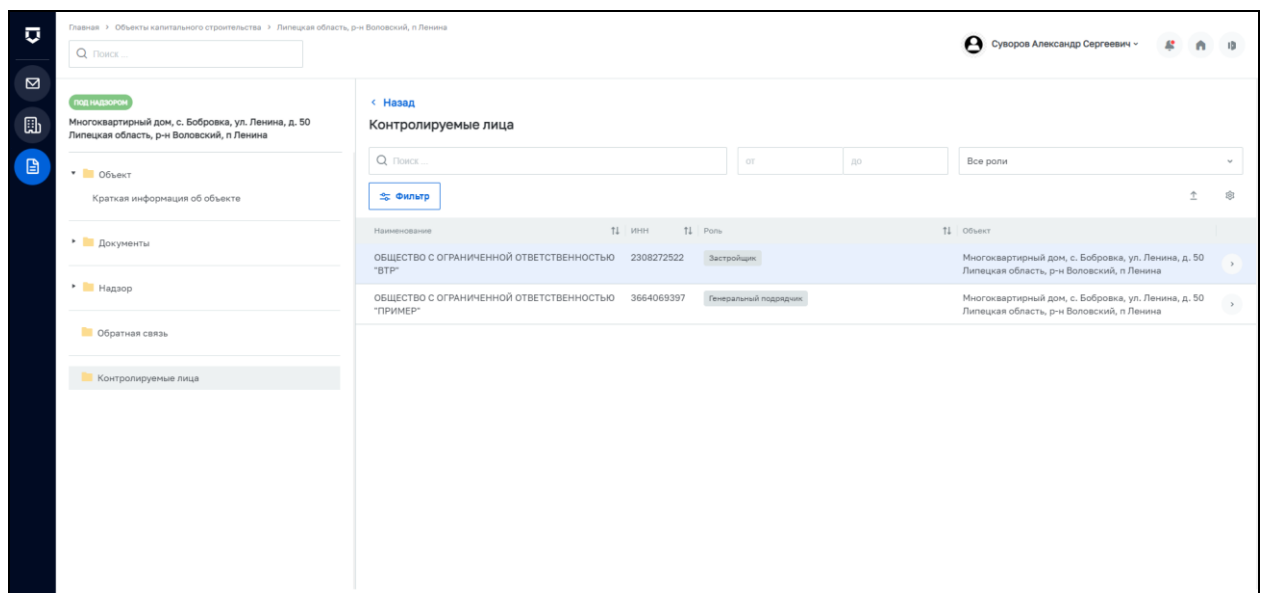 Главная > Объекты капитального строительства > Липецкая область, р-н Воловский, п Ленина
Поиск ...
Суворов Александр Сергеевич
ПОД НАДЗОРОМ
Многоквартирный дом, с. Бобровка, ул. Ленина, д. 50
Липецкая область, р-н Воловский, п Ленина
Объект
Краткая информация об объекте
Документы
Надзор
Обратная связь
Контролируемые лица
< Назад
Контролируемые лица
Поиск ...
от
до
Все роли
Фильтр
Наименование
ИНН
Роль
Объект
ОБЩЕСТВО С ОГРАНИЧЕННОЙ ОТВЕТСТВЕННОСТЬЮ
"ВТР"
2308272522
Застройщик
Многоквартирный дом, с. Бобровка, ул. Ленина, д. 50
Липецкая область, р-н Воловский, п Ленина
ОБЩЕСТВО С ОГРАНИЧЕННОЙ ОТВЕТСТВЕННОСТЬЮ
"ПРИМЕР"
3664069397
Генеральный подрядчик
Многоквартирный дом, с. Бобровка, ул. Ленина, д. 50
Липецкая область, р-н Воловский, п Ленина